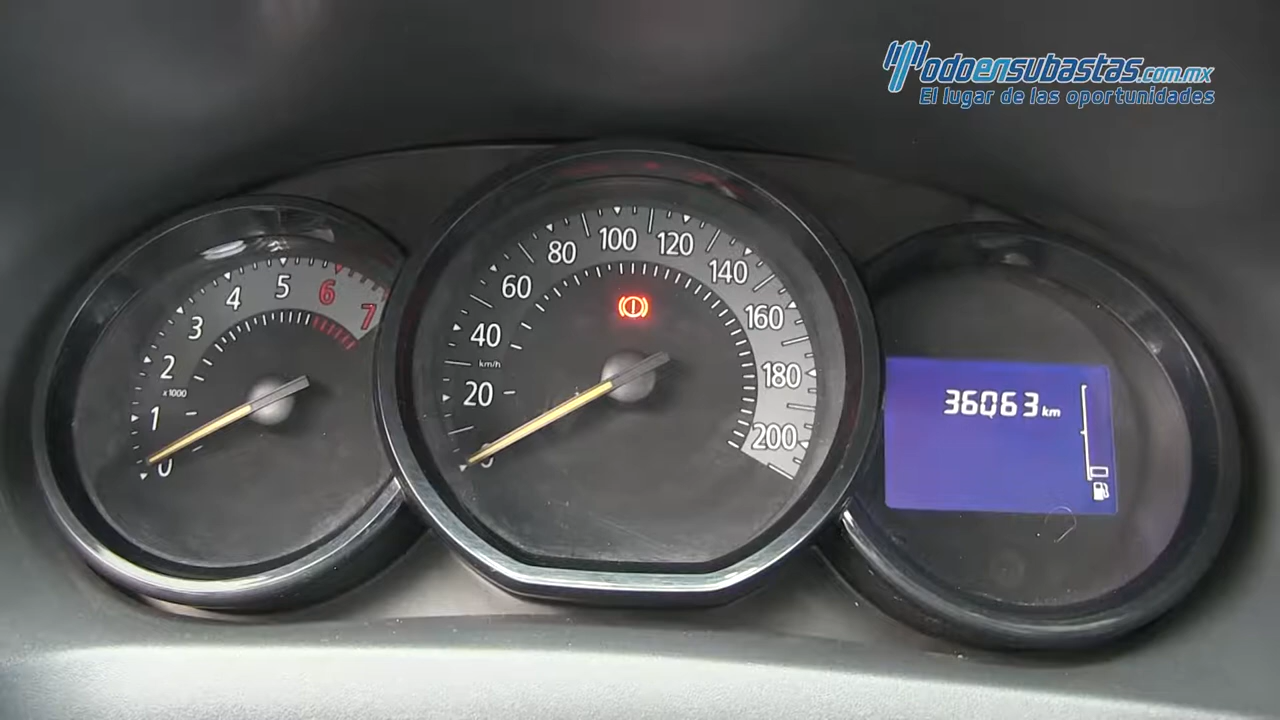 Todoensubastas.com.mx
El lugar de las oportunidades
0 1 2 3 4 5 6 7
x 1000
0 20 40 60 80 100 120 140 160 180 200
km/h
36063 km